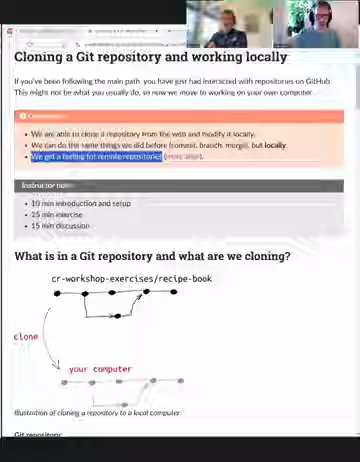 Cloning a Git repository and working locally
If you've been following the main path, you have just had interacted with repositories on GitHub
This might not be what you usually do, so now we move to working on your own computer
We are able to clone a repository from the web and modify it locally.
We can do the same things we did before (commit, branch, merge), but locally
We get a feeling for remote repositories (more later).
Instructor note
10 min introduction and setup
25 min exercise
15 min discussion
What is in a Git repository and what are we cloning?
cr-workshop-exercises/recipe-book
clone
your computer
Illustration of cloning a repository to a local computer
Git repository